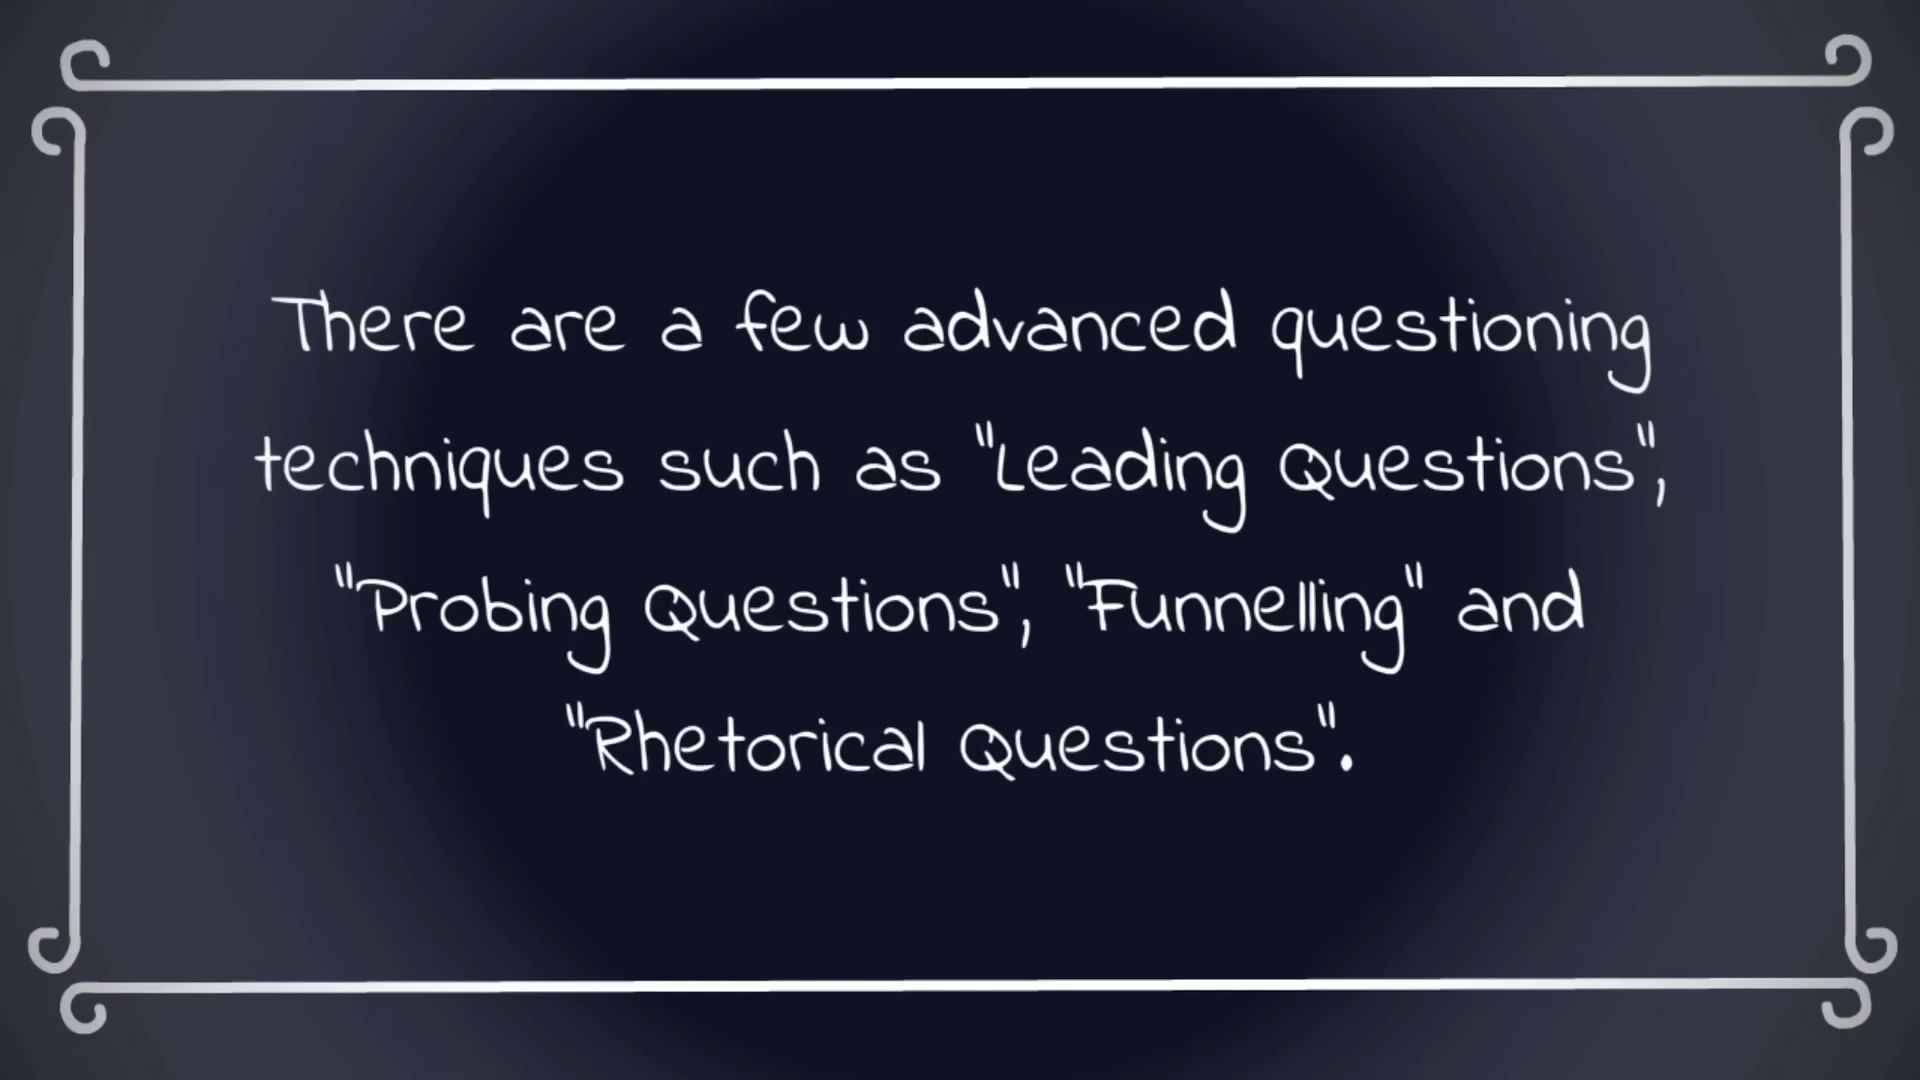 There are a few advanced questioning
techniques such as "Leading Questions",
"Probing Questions", "Funnelling" and
"Rhetorical Questions".